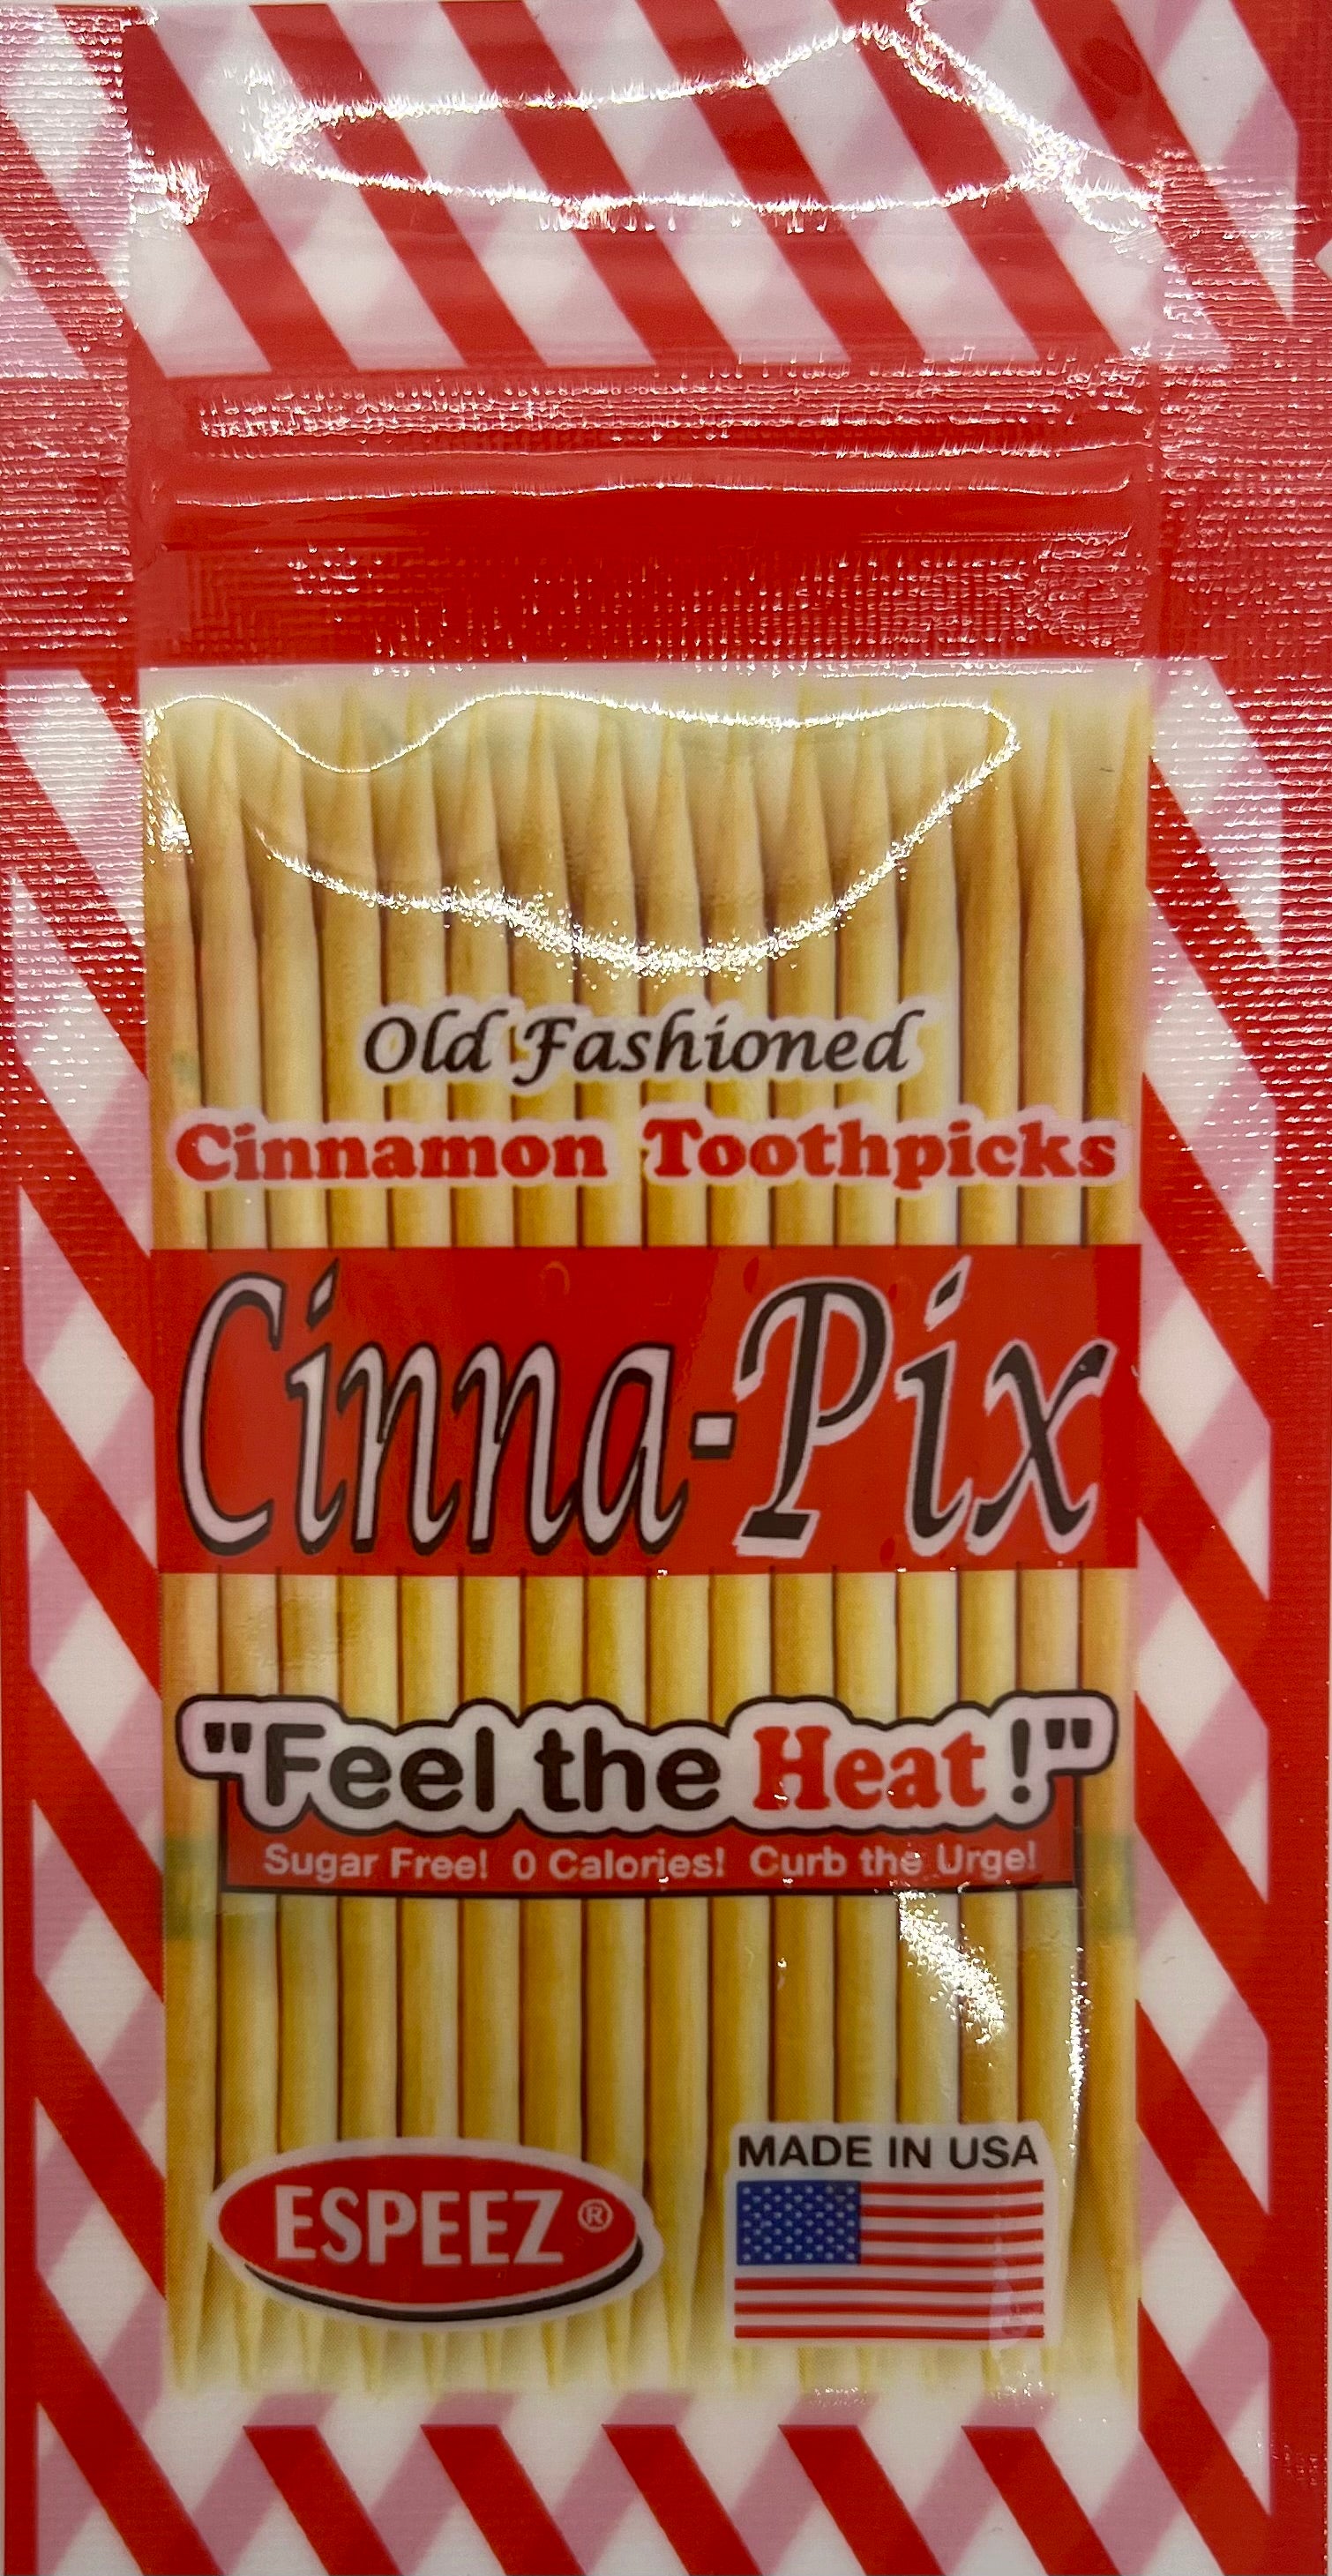 Old Fashioned
Cinnamon Toothpicks
Cinna-Pix
"Feel the Heat!"
Sugar Free! 0 Calories! Curb the Urge!
MADE IN USA
ESPEEZ®